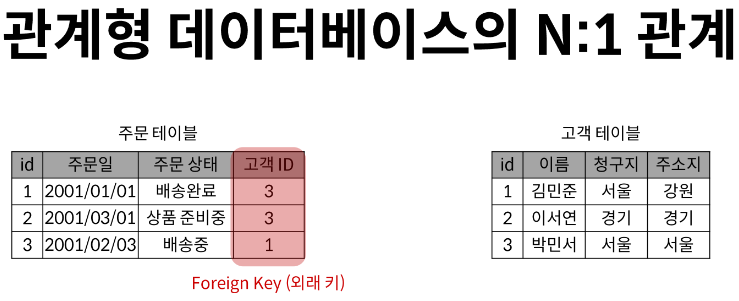 관계형 데이터베이스의 N:1 관계
주문 테이블
id 주문일 주문 상태 고객 ID
1 2001/01/01 배송완료 3
2 2001/03/01 상품 준비중 3
3 2001/02/03 배송중 1
Foreign Key (외래 키)
고객 테이블
id 이름 청구지 주소지
1 김민준 서울 강원
2 이서연 경기 경기
3 박민서 서울 서울